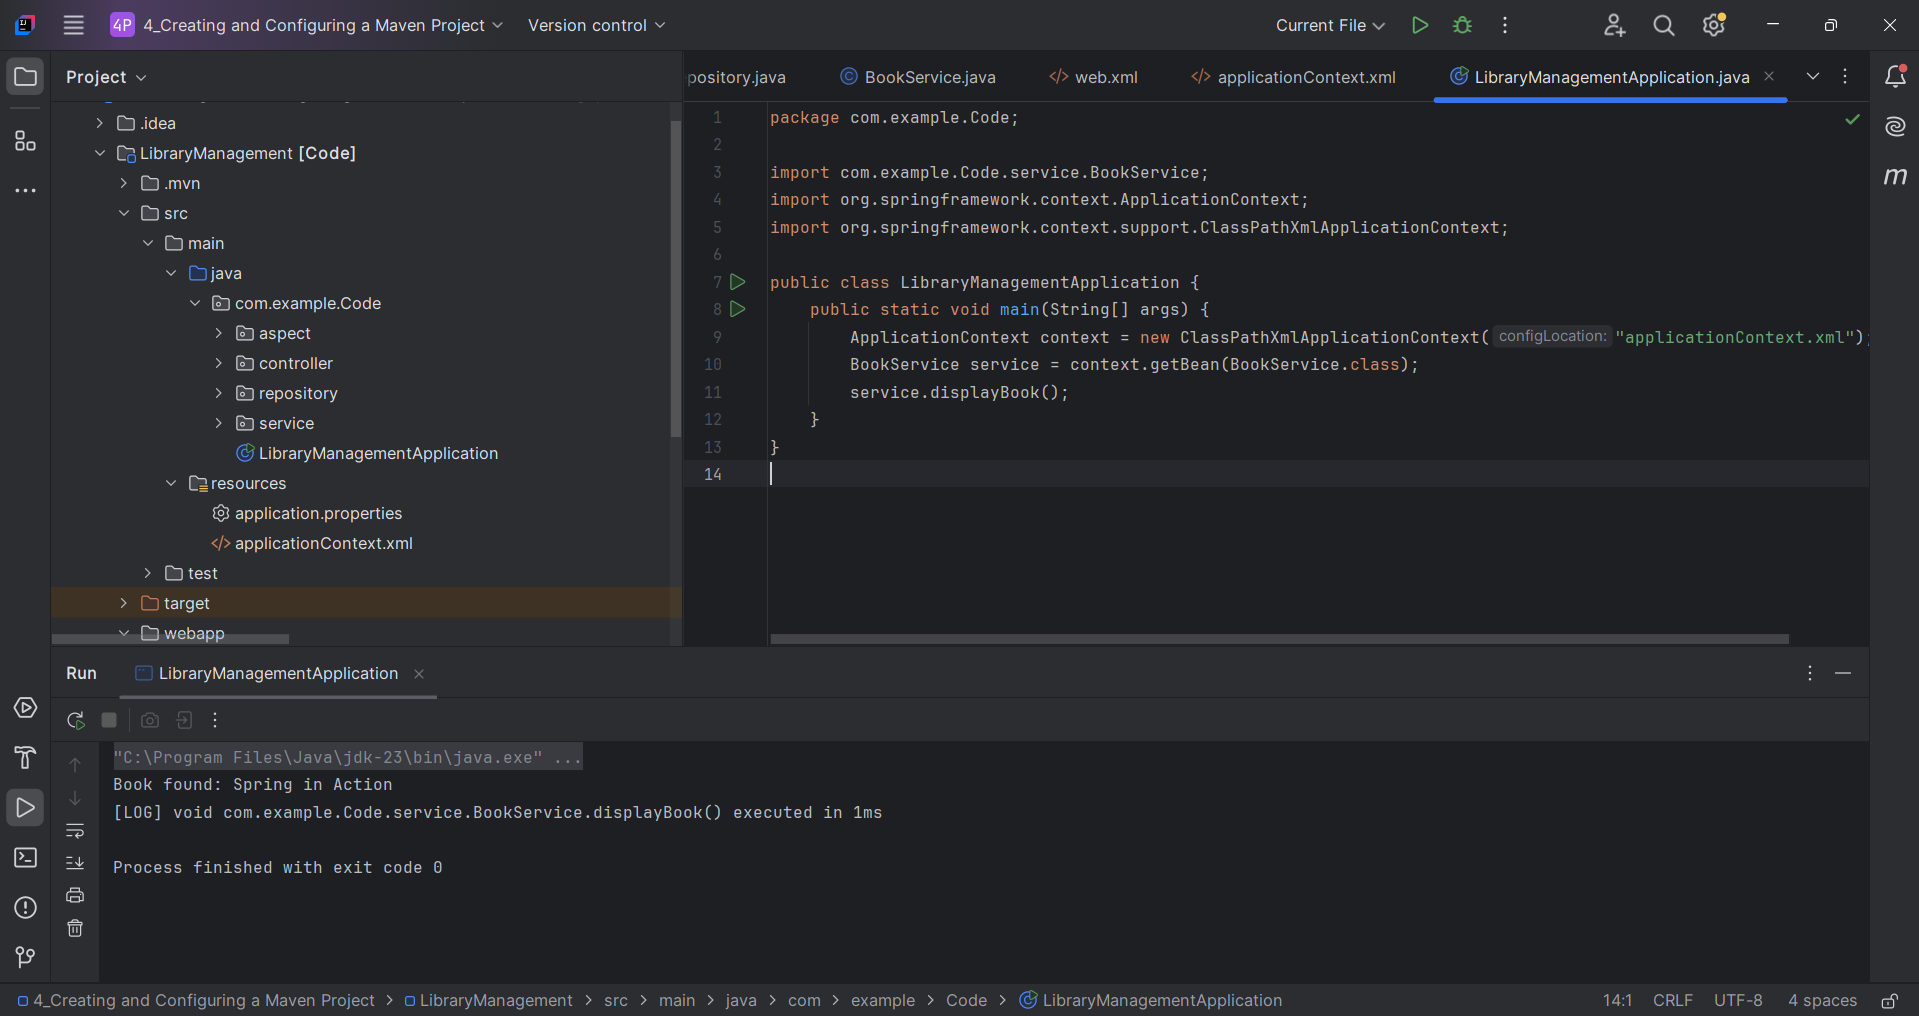 4P 4_Creating and Configuring a Maven Project Version control Current File
Project
.idea
LibraryManagement [Code]
.mvn
src
main
java
com.example.Code
aspect
controller
repository
service
LibraryManagementApplication
resources
application.properties
applicationContext.xml
test
target
webapp
pository.java BookService.java web.xml applicationContext.xml LibraryManagementApplication.java
1 package com.example.Code;
2
3 import com.example.Code.service.BookService;
4 import org.springframework.context.ApplicationContext;
5 import org.springframework.context.support.ClassPathXmlApplicationContext;
6
7 public class LibraryManagementApplication {
8 public static void main(String[] args) {
9 ApplicationContext context = new ClassPathXmlApplicationContext( configLocation: "applicationContext.xml");
10 BookService service = context.getBean(BookService.class);
11 service.displayBook();
12 }
13 }
14
m
Run LibraryManagementApplication
"C:\Program Files\Java\jdk-23\bin\java.exe" ...
Book found: Spring in Action
[LOG] void com.example.Code.service.BookService.displayBook() executed in 1ms
Process finished with exit code 0
4_Creating and Configuring a Maven Project > LibraryManagement > src > main > java > com > example > Code > LibraryManagementApplication 14:1 CRLF UTF-8 4 spaces